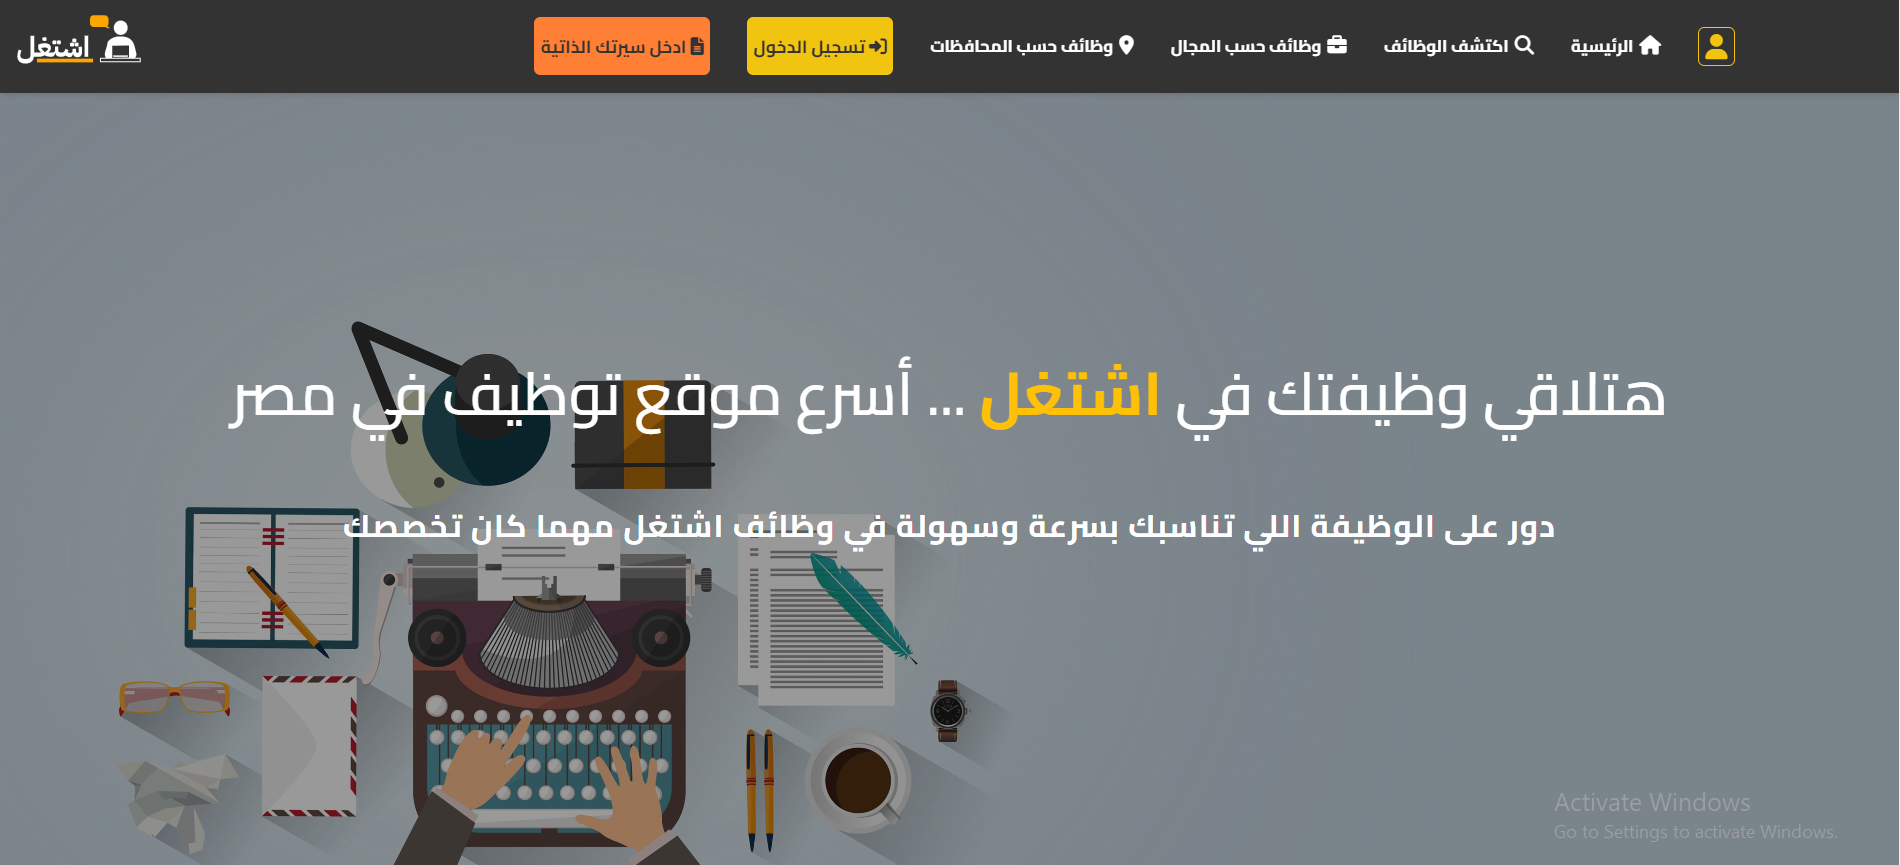 الرئيسية
اكتشف الوظائف
وظائف حسب المجال
وظائف حسب المحافظات
تسجيل الدخول
ادخل سيرتك الذاتية
اشتغل
هتلاقي وظيفتك في اشتغل ... أسرع موقع توظيف في مصر
دور على الوظيفة اللي تناسبك بسرعة وسهولة في وظائف اشتغل مهما كان تخصصك
Activate Windows
Go to Settings to activate Windows.